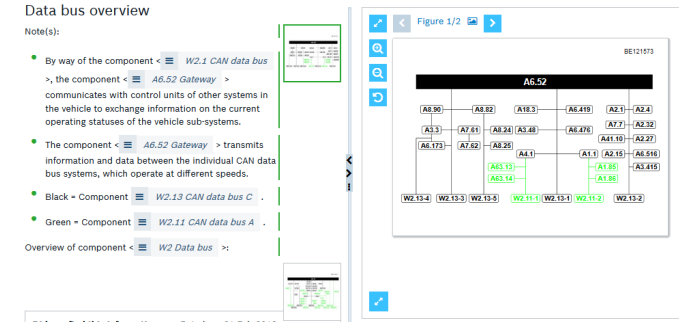 Data bus overview
Note(s):
By way of the component < W2.1 CAN data bus
>, the component < A6.52 Gateway >
communicates with control units of other systems in
the vehicle to exchange information on the current
operating statuses of the vehicle sub-systems.
The component < A6.52 Gateway > transmits
information and data between the individual CAN data
bus systems, which operate at different speeds.
Black = Component W2.13 CAN data bus C .
Green = Component W2.11 CAN data bus A .
Overview of component < W2 Data bus >:
Figure 1/2
BE121573
A6.52
A8.90 A8.82 A18.3 A6.419 A2.1 A2.4
A3.3 A7.61 A8.24 A3.48 A6.476 A7.7 A2.32
A41.10 A2.27
A6.173 A7.62 A8.25
A4.1 A1.1 A2.15 A6.516
A63.13 A1.85 A3.415
A63.14 A1.86
W2.13-4 W2.13-3 W2.13-5 W2.11-1 W2.13-1 W2.11-2 W2.13-2